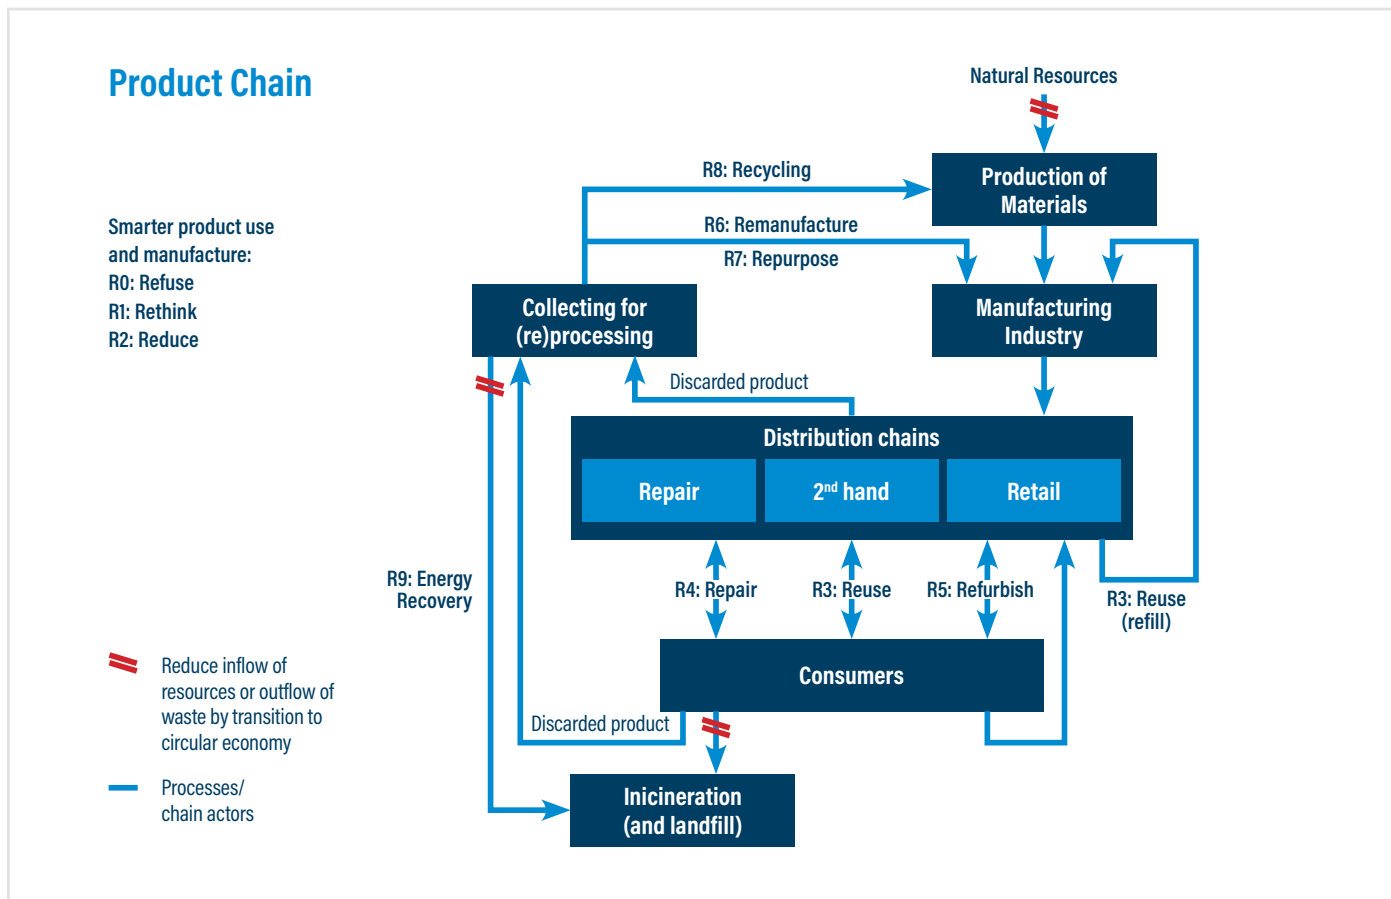 Product Chain
Natural Resources
Production of
Materials
R8: Recycling
R6: Remanufacture
R7: Repurpose
Smarter product use
and manufacture:
R0: Refuse
R1: Rethink
R2: Reduce
Collecting for
(re)processing
Manufacturing
Industry
Discarded product
Distribution chains
Repair
2nd hand
Retail
R9: Energy
Recovery
R4: Repair
R3: Reuse
R5: Refurbish
R3: Reuse
(refill)
Consumers
Discarded product
Inicineration
(and landfill)
Reduce inflow of
resources or outflow of
waste by transition to
circular economy
Processes/
chain actors